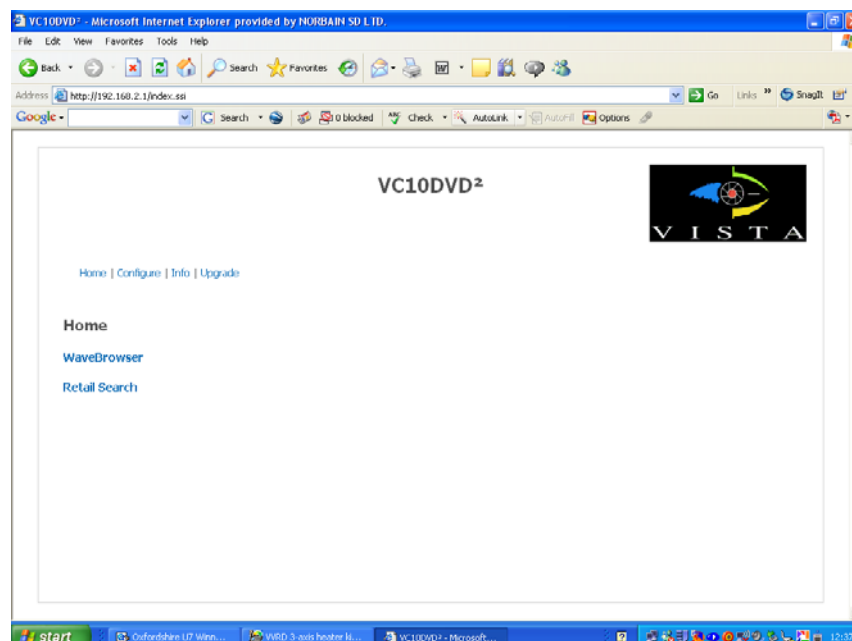 VC10DVD² - Microsoft Internet Explorer provided by NORBAIN SD LTD.
File Edit View Favorites Tools Help
Back Search Favorites
Address http://192.168.2.1/index.ssi Go Links » SnagIt
Google Search 0 blocked Check AutoLink AutoFill Options
VC10DVD²
VISTA
Home | Configure | Info | Upgrade
Home
WaveBrowser
Retail Search
start Oxfordshire U7 Winn... VVRD 3-axis heater ki... VC10DVD² - Microsoft...